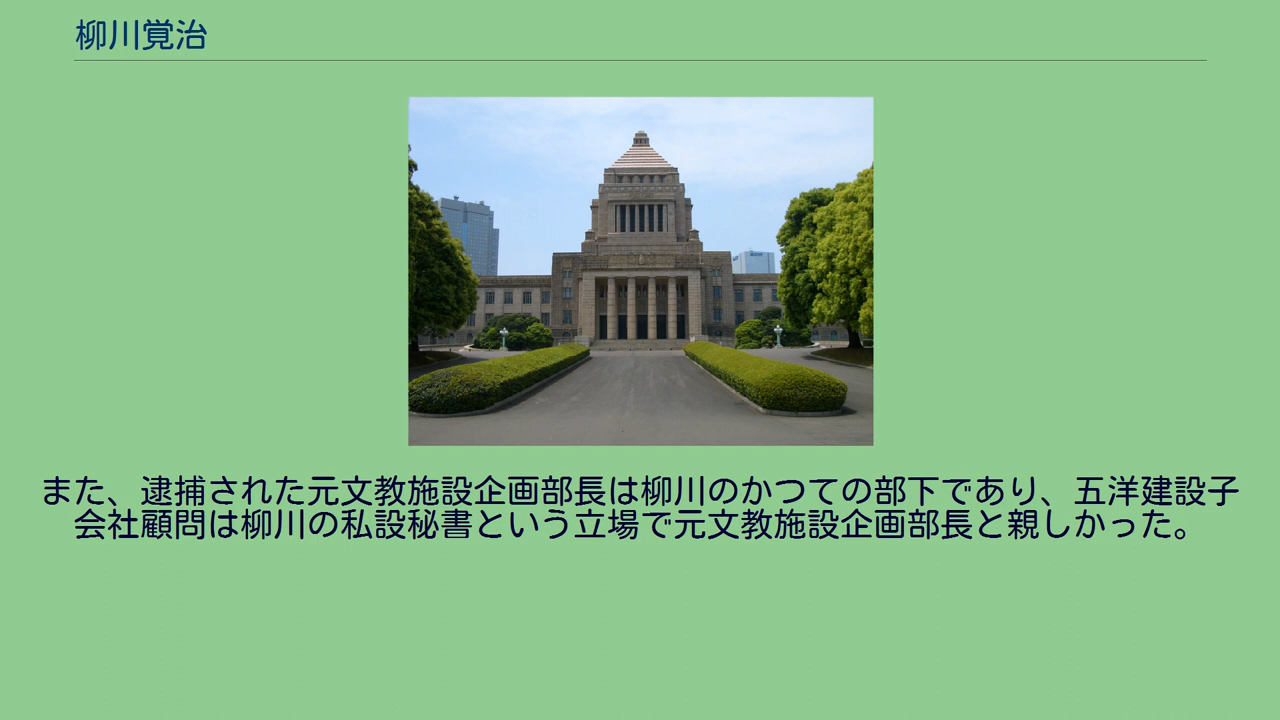 柳川覚治
また、逮捕された元文教施設企画部長は柳川のかつての部下であり、五洋建設子
会社顧問は柳川の私設秘書という立場で元文教施設企画部長と親しかった。